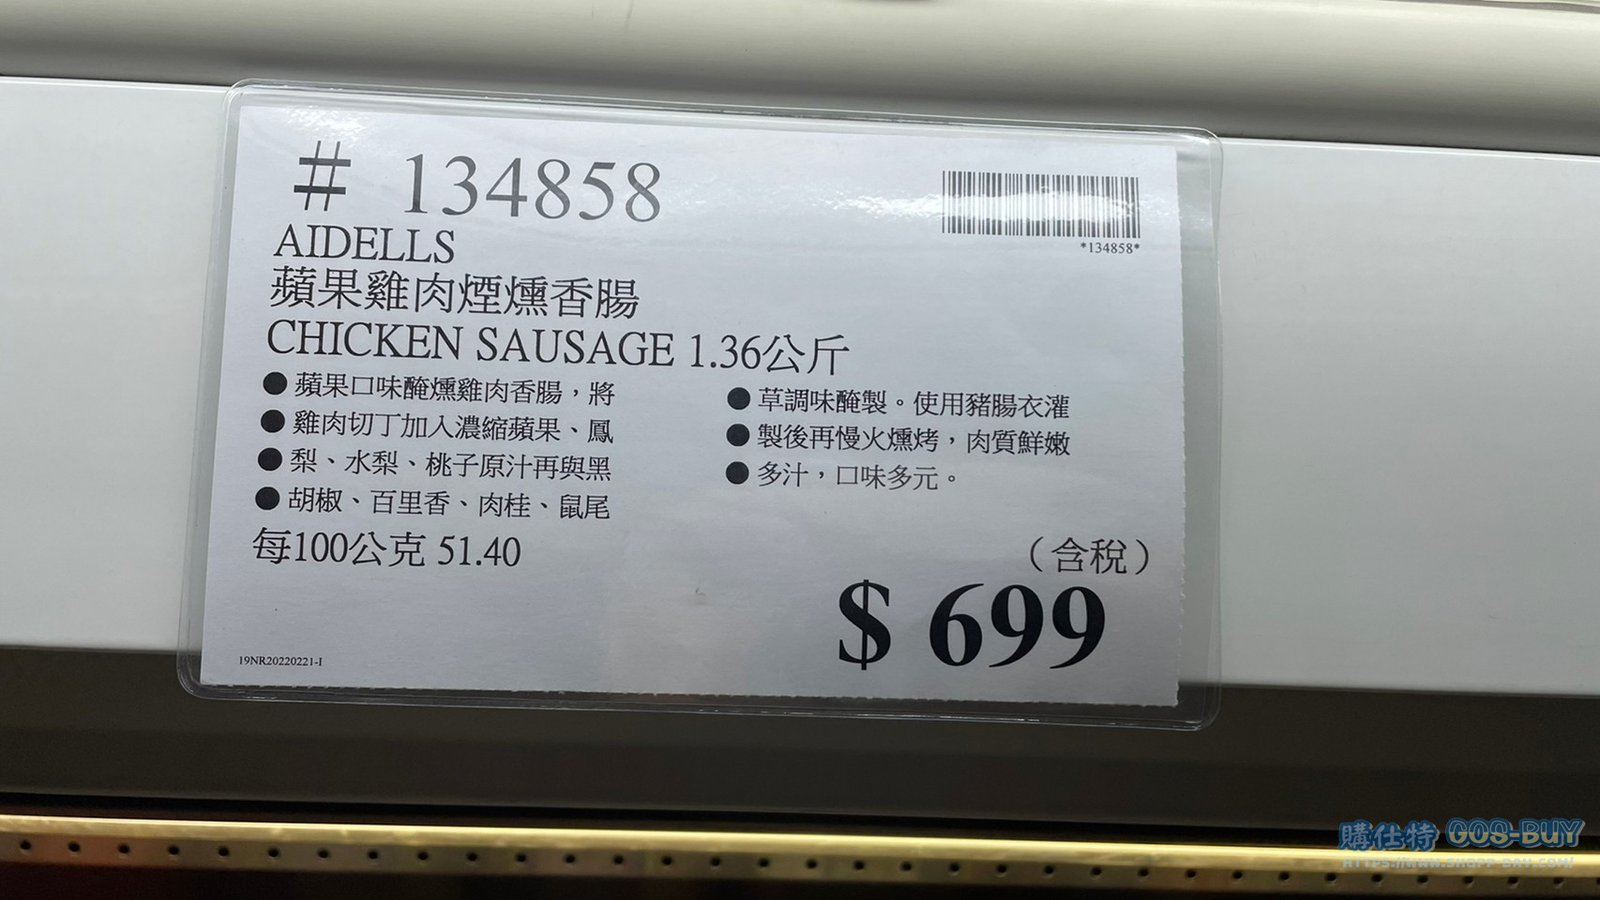 # 134858
*134858*
AIDELLS
蘋果雞肉煙燻香腸
CHICKEN SAUSAGE 1.36公斤
●蘋果口味醃燻雞肉香腸，將
●雞肉切丁加入濃縮蘋果、鳳
●梨、水梨、桃子原汁再與黑
●胡椒、百里香、肉桂、鼠尾
●草調味醃製。使用豬腸衣灌
●製後再慢火燻烤，肉質鮮嫩
●多汁，口味多元。
每100公克 51.40
（含稅）
$ 699
19NR20220221-I
購仕特 GOS-BUY